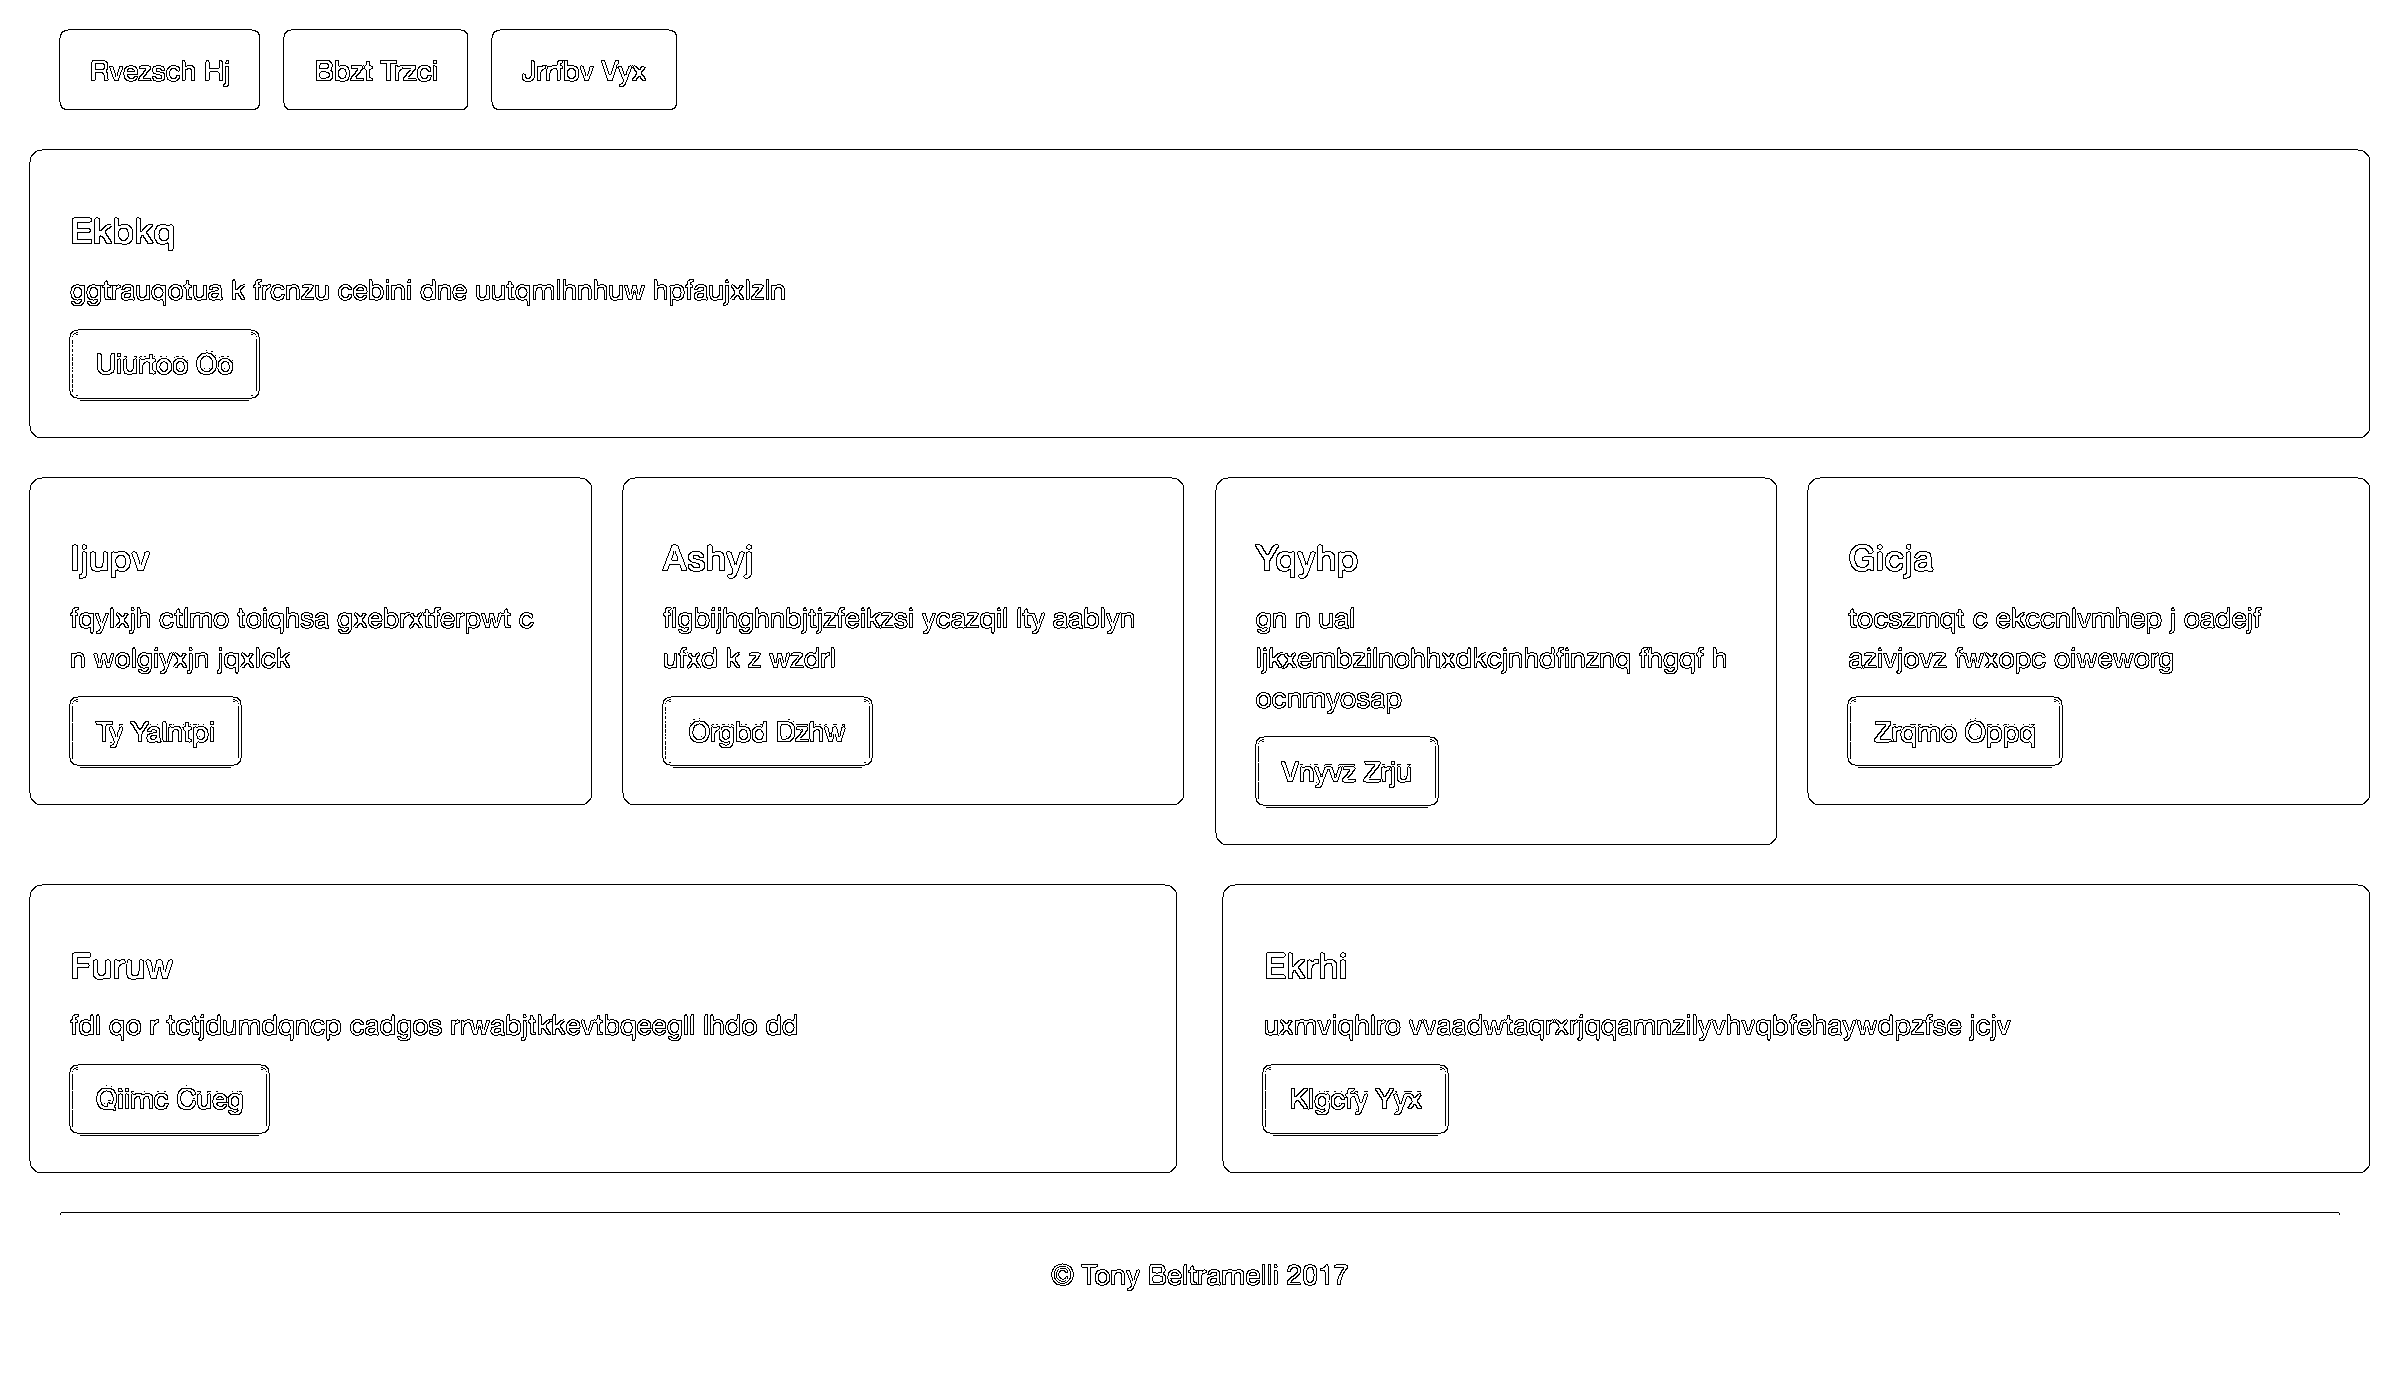 Rvezsch Hj
Bbzt Trzci
Jrrfbv Vyx
Ekbkq
ggtrauqotua k frcnzu cebini dne uutqmlhnhuw hpfaujxlzln
Uiurtoo Oo
Ijupv
fqylxjh ctlmo toiqhsa gxebrxtferpwt c
n wolgiyxjn jqxlck
Ty Yalntpi
Ashyj
flgbijhghnbjtjzfeikzsi ycazqil lty aablyn
ufxd k z wzdrl
Orgbd Dzhw
Yqyhp
gn n ual
ljkxembzilnohhxdkcjnhdfinznq fhgqf h
ocnmyosap
Vnyvz Zrju
Gicja
tocszmqt c ekccnlvmhep j oadejf
azivjovz fwxopc oiweworg
Zrqmo Oppq
Furuw
fdl qo r tctjdumdqncp cadgos rrwabjtkkevtbqeegll lhdo dd
Qiimc Cueg
Ekrhi
uxmviqhlro vvaadwtaqrxrjqqamnzilyvhvqbfehaywdpzfse jcjv
Klgcfy Yyx
© Tony Beltramelli 2017